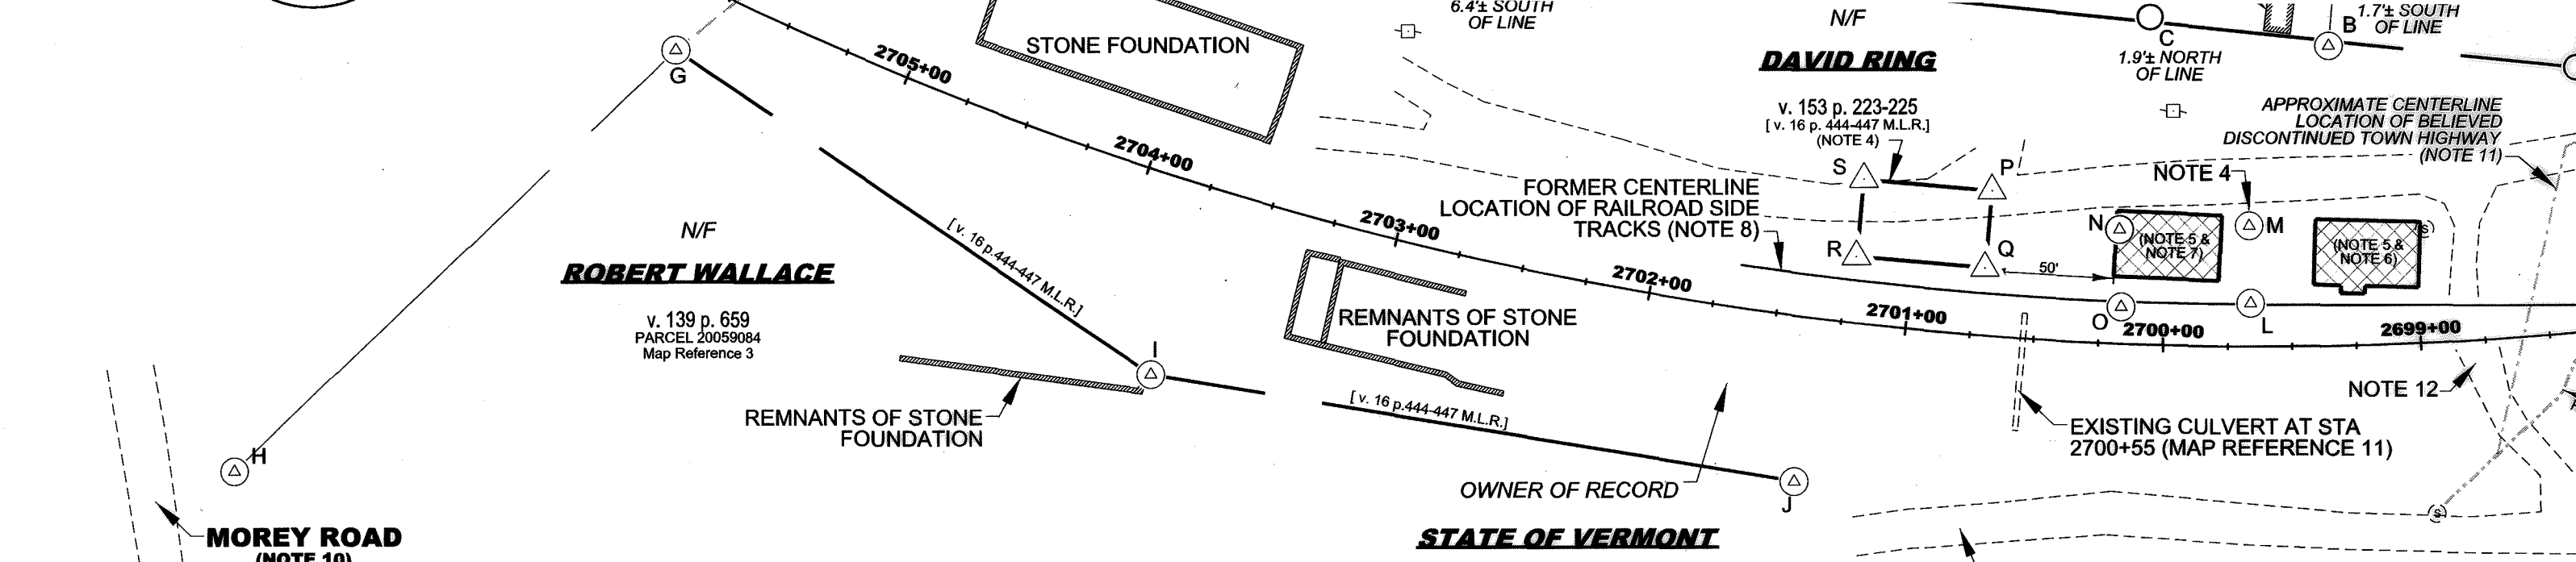 6.4'± SOUTH
OF LINE
N/F
DAVID RING
v. 153 p. 223-225
[ v. 16 p. 444-447 M.L.R.]
(NOTE 4)
C
1.9'± NORTH
OF LINE
B
1.7'± SOUTH
OF LINE
APPROXIMATE CENTERLINE
LOCATION OF BELIEVED
DISCONTINUED TOWN HIGHWAY
(NOTE 11)
STONE FOUNDATION
G
2705+00
2704+00
2703+00
2702+00
2701+00
2700+00
2699+00
FORMER CENTERLINE
LOCATION OF RAILROAD SIDE
TRACKS (NOTE 8)
S
P
R
Q
50'
NOTE 4
N
(NOTE 5 &
NOTE 7)
M
(NOTE 5 &
NOTE 6)
S
O
L
N/F
ROBERT WALLACE
v. 139 p. 659
PARCEL 20059084
Map Reference 3
[ v. 16 p.444-447 M.L.R.]
I
REMNANTS OF STONE
FOUNDATION
REMNANTS OF STONE
FOUNDATION
[ v. 16 p.444-447 M.L.R.]
NOTE 12
EXISTING CULVERT AT STA
2700+55 (MAP REFERENCE 11)
H
OWNER OF RECORD
J
S
STATE OF VERMONT
MOREY ROAD
(NOTE 10)